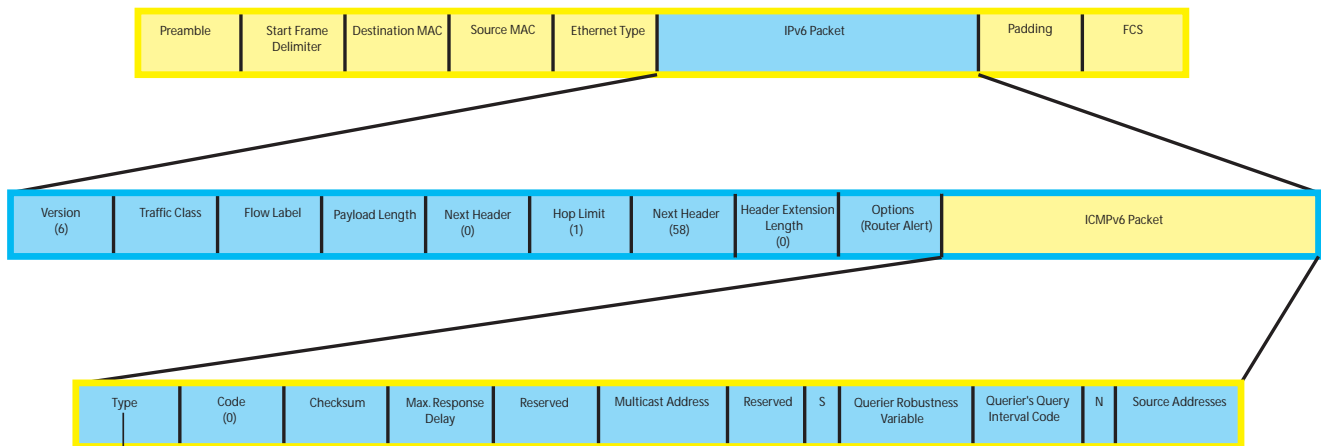 Preamble
Start Frame
Delimiter
Destination MAC
Source MAC
Ethernet Type
IPv6 Packet
Padding
FCS
Version
(6)
Traffic Class
Flow Label
Payload Length
Next Header
(0)
Hop Limit
(1)
Next Header
(58)
Header Extension
Length
(0)
Options
(Router Alert)
ICMPv6 Packet
Type
Code
(0)
Checksum
Max. Response
Delay
Reserved
Multicast Address
Reserved
S
Querier Robustness
Variable
Querier's Query
Interval Code
N
Source Addresses